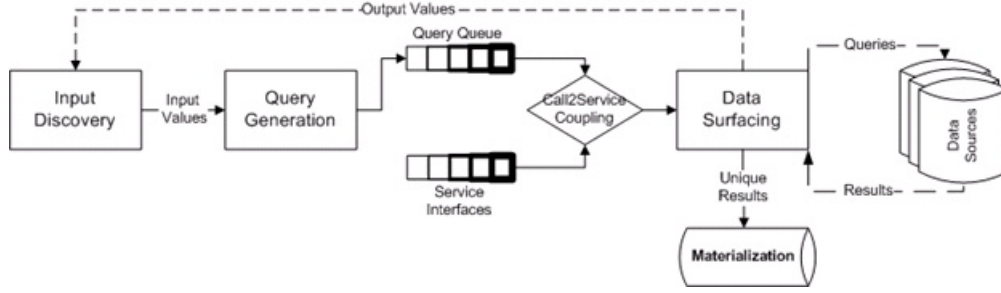 Output Values
Query Queue
Queries
Input
Discovery
Input
Values
Query
Generation
Call2Service
Coupling
Data
Surfacing
Data
Sources
Service
Interfaces
Unique
Results
Results
Materialization